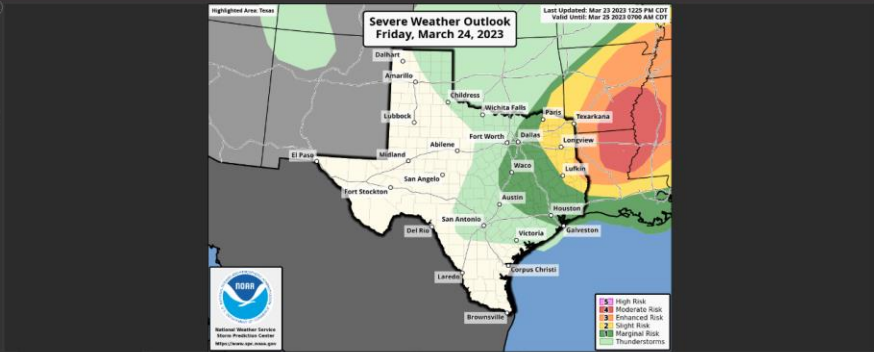 Highlighted Area: Texas
Severe Weather Outlook
Friday, March 24, 2023
Last Updated: Mar 23 2023 1225 PM CDT
Valid Until: Mar 25 2023 0700 AM CDT
Dalhart
Amarillo
Childress
Wichita Falls
Lubbock
Paris
Texarkana
Fort Worth
Dallas
Abilene
Longview
El Paso
Midland
Waco
Lufkin
San Angelo
Fort Stockton
Austin
Houston
San Antonio
Del Rio
Victoria
Galveston
Laredo
Corpus Christi
Brownsville
NOAA
National Weather Service
Storm Prediction Center
https://www.spc.noaa.gov
5 High Risk
4 Moderate Risk
3 Enhanced Risk
2 Slight Risk
1 Marginal Risk
Thunderstorms